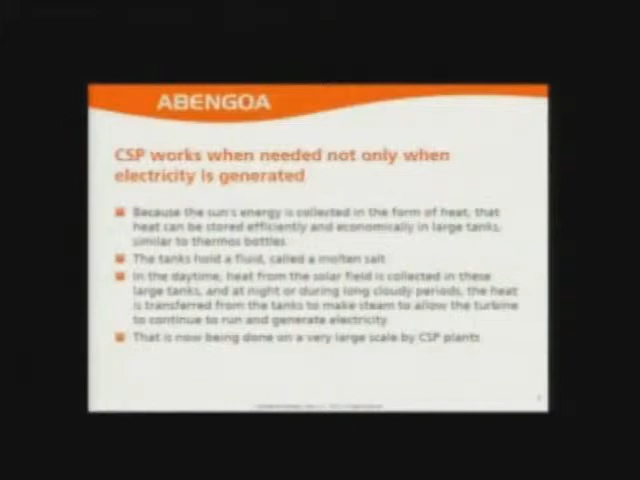 ABENGOA
CSP works when needed not only when
electricity is generated
Because the sun's energy is collected in the form of heat, that
heat can be stored efficiently and economically in large tanks,
similar to thermos bottles
The tanks hold a fluid, called a molten salt
In the daytime, heat from the solar field is collected in these
large tanks, and at night or during long cloudy periods, the heat
is transferred from the tanks to make steam to allow the turbine
to continue to run and generate electricity
That is now being done on a very large scale by CSP plants